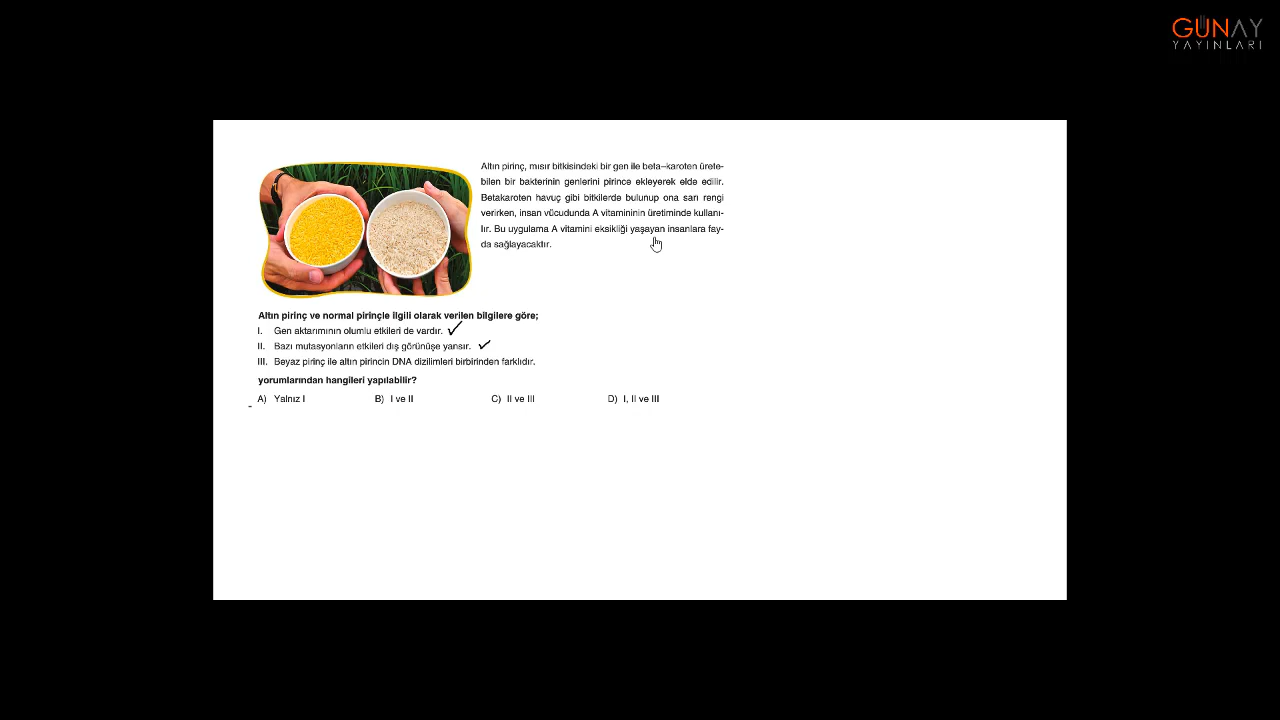 GÜNAY
YAYINLARI
Altın pirinç, mısır bitkisindeki bir gen ile beta–karoten ürete-
bilen bir bakterinin genlerini pirince ekleyerek elde edilir.
Betakaroten havuç gibi bitkilerde bulunup ona sarı rengi
verirken, insan vücudunda A vitamininin üretiminde kullanı-
lır. Bu uygulama A vitamini eksikliği yaşayan insanlara fay-
da sağlayacaktır.
Altın pirinç ve normal pirinçle ilgili olarak verilen bilgilere göre;
I. Gen aktarımının olumlu etkileri de vardır.
II. Bazı mutasyonların etkileri dış görünüşe yansır.
III. Beyaz pirinç ile altın pirincin DNA dizilimleri birbirinden farklıdır.
yorumlarından hangileri yapılabilir?
A) Yalnız I B) I ve II C) II ve III D) I, II ve III